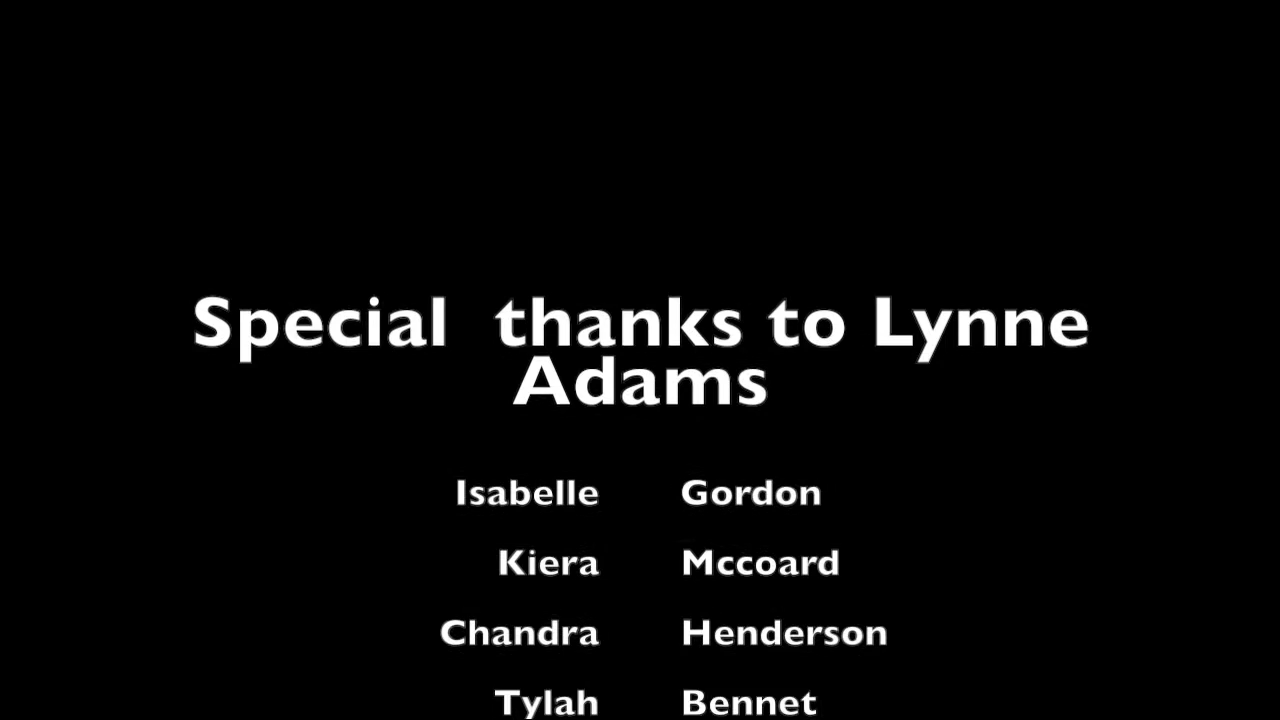 Special  thanks to Lynne
Adams
Isabelle Gordon
Kiera Mccoard
Chandra Henderson
Tylah Bennet